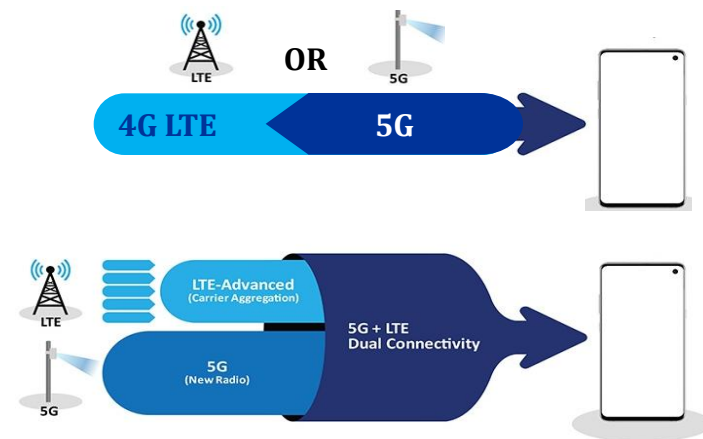 OR
LTE
5G
4G LTE
5G
LTE
LTE-Advanced
(Carrier Aggregation)
5G + LTE
Dual Connectivity
5G
(New Radio)
5G